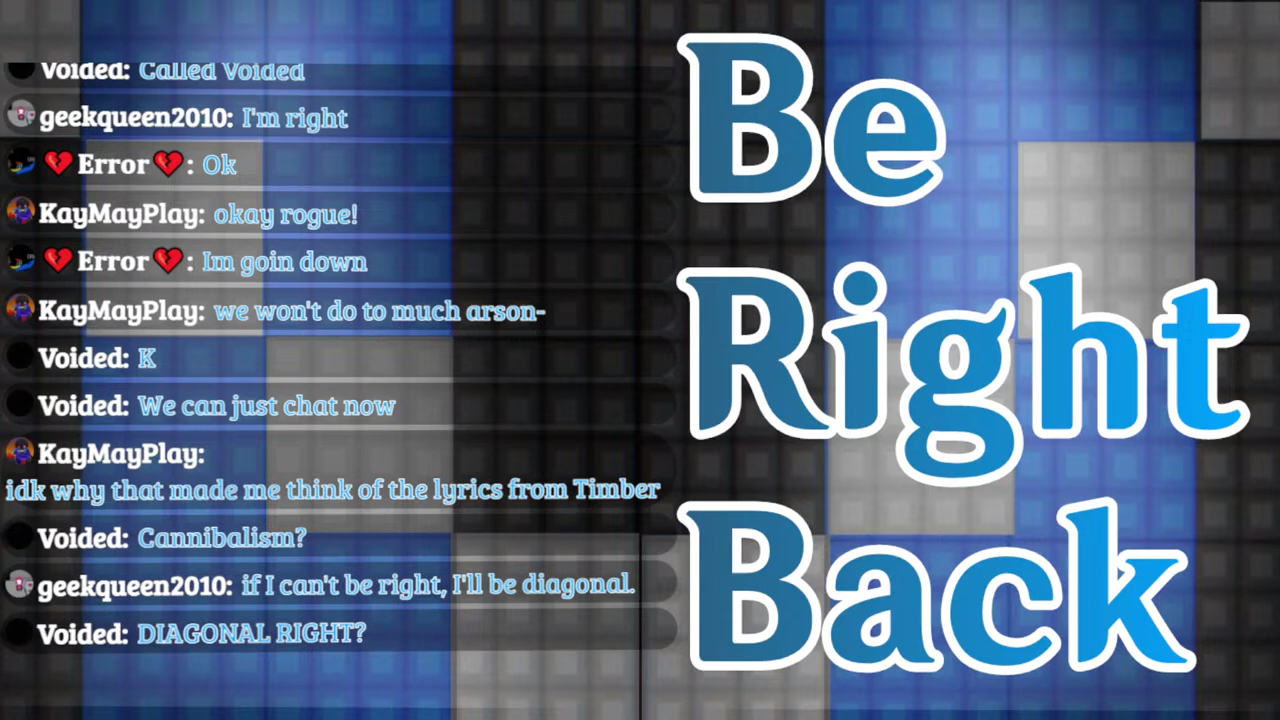 Voided: Called Voided
geekqueen2010: I'm right
💔Error💔: Ok
KayMayPlay: okay rogue!
💔Error💔: Im goin down
KayMayPlay: we won't do to much arson-
Voided: K
Voided: We can just chat now
KayMayPlay:
idk why that made me think of the lyrics from Timber
Voided: Cannibalism?
geekqueen2010: if I can't be right, I'll be diagonal.
Voided: DIAGONAL RIGHT?
Be
Right
Back